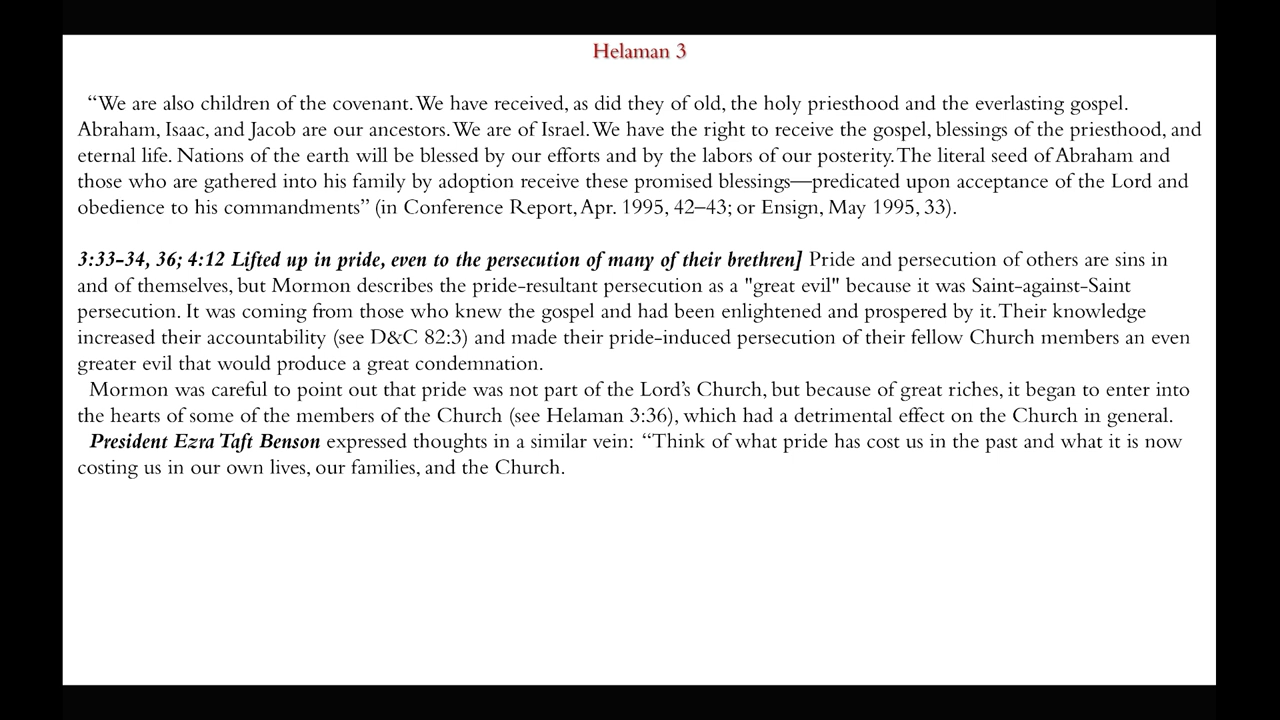 Helaman 3
“We are also children of the covenant. We have received, as did they of old, the holy priesthood and the everlasting gospel.
Abraham, Isaac, and Jacob are our ancestors. We are of Israel. We have the right to receive the gospel, blessings of the priesthood, and
eternal life. Nations of the earth will be blessed by our efforts and by the labors of our posterity. The literal seed of Abraham and
those who are gathered into his family by adoption receive these promised blessings—predicated upon acceptance of the Lord and
obedience to his commandments” (in Conference Report, Apr. 1995, 42–43; or Ensign, May 1995, 33).
3:33-34, 36; 4:12 Lifted up in pride, even to the persecution of many of their brethren] Pride and persecution of others are sins in
and of themselves, but Mormon describes the pride-resultant persecution as a "great evil" because it was Saint-against-Saint
persecution. It was coming from those who knew the gospel and had been enlightened and prospered by it. Their knowledge
increased their accountability (see D&C 82:3) and made their pride-induced persecution of their fellow Church members an even
greater evil that would produce a great condemnation.
Mormon was careful to point out that pride was not part of the Lord’s Church, but because of great riches, it began to enter into
the hearts of some of the members of the Church (see Helaman 3:36), which had a detrimental effect on the Church in general.
President Ezra Taft Benson expressed thoughts in a similar vein: “Think of what pride has cost us in the past and what it is now
costing us in our own lives, our families, and the Church.